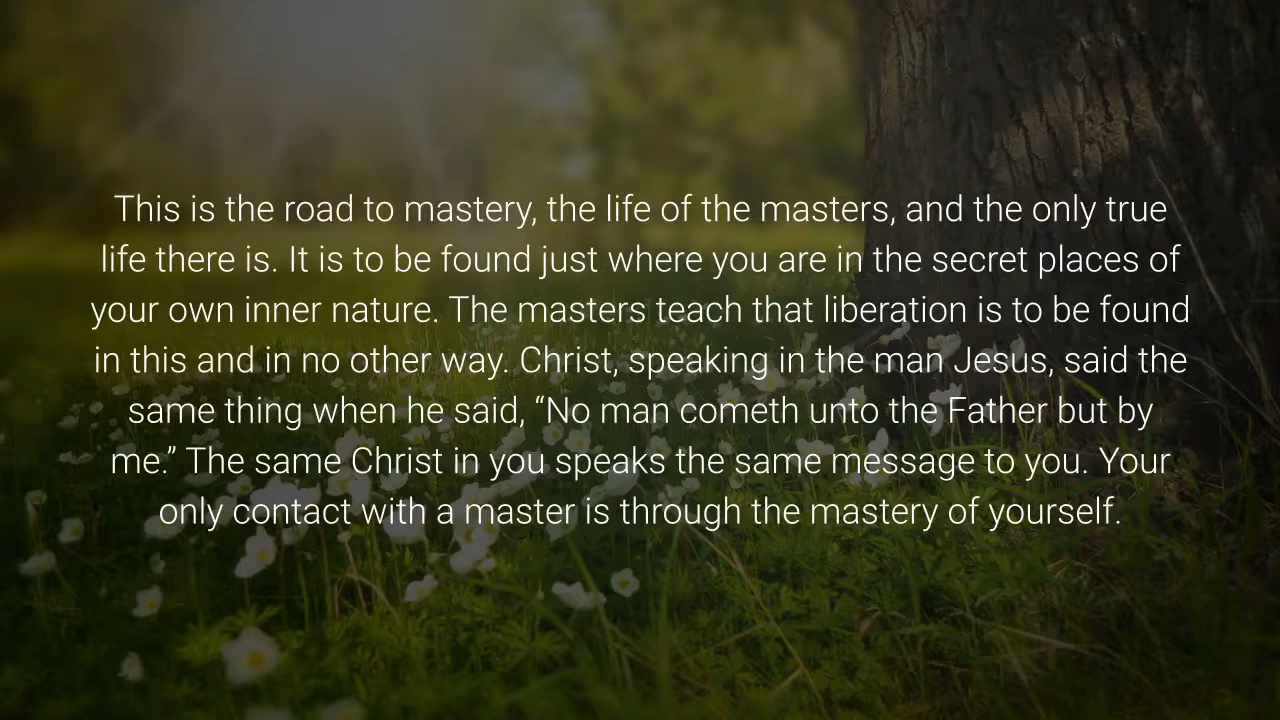 This is the road to mastery, the life of the masters, and the only true
life there is. It is to be found just where you are in the secret places of
your own inner nature. The masters teach that liberation is to be found
in this and in no other way. Christ, speaking in the man Jesus, said the
same thing when he said, “No man cometh unto the Father but by
me.” The same Christ in you speaks the same message to you. Your
only contact with a master is through the mastery of yourself.